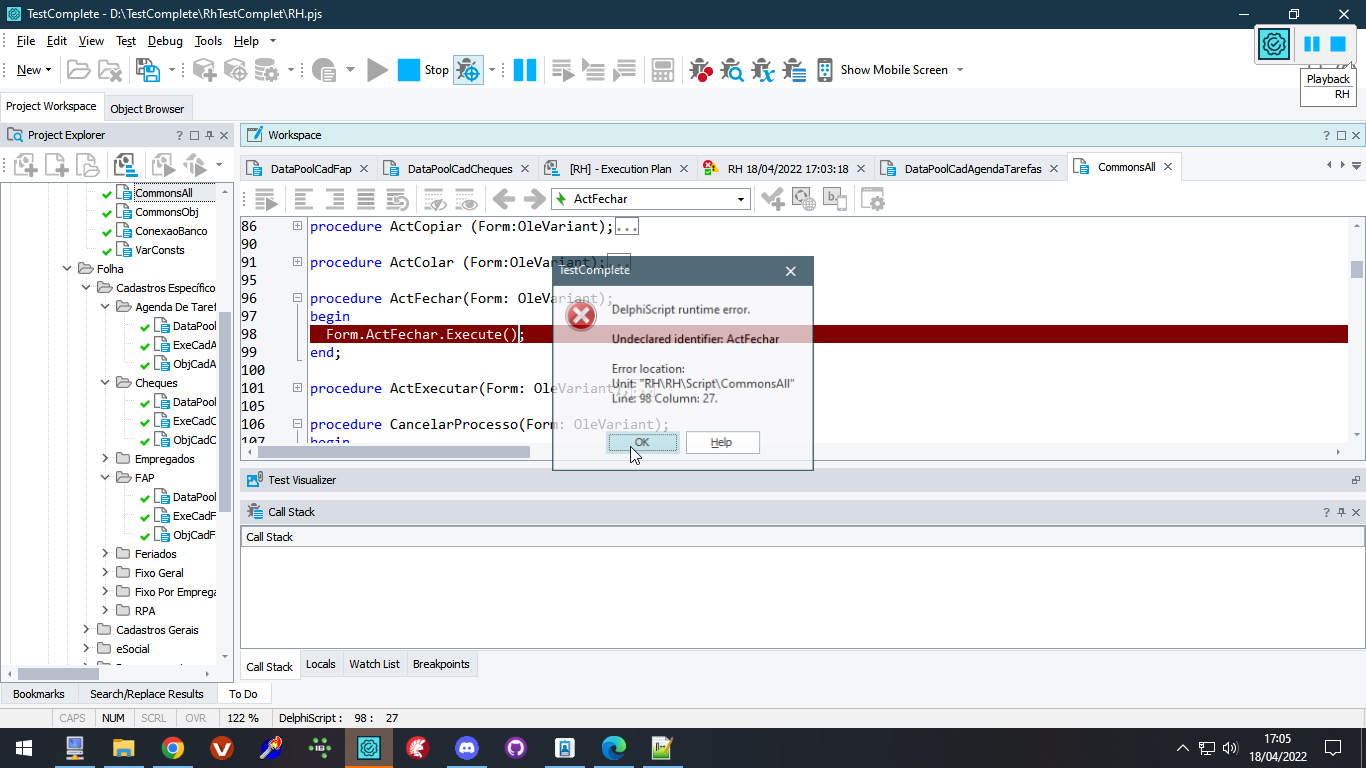 TestComplete - D:\TestComplete\RhTestComplet\RH.pjs
File Edit View Test Debug Tools Help
New
Stop
Show Mobile Screen
Playback
RH
Project Workspace
Object Browser
Project Explorer
Workspace
DataPoolCadFap
DataPoolCadCheques
[RH] - Execution Plan
RH 18/04/2022 17:03:18
DataPoolCadAgendaTarefas
CommonsAll
ActFechar
CommonsAll
CommonsObj
ConexaoBanco
VarConsts
Folha
Cadastros Específico
Agenda De Taref
DataPool
ExeCadA
ObjCadA
Cheques
DataPool
ExeCadC
ObjCadC
Empregados
FAP
DataPool
ExeCadF
ObjCadF
Feriados
Fixo Geral
Fixo Por Emprega
RPA
Cadastros Gerais
eSocial
86 procedure ActCopiar (Form:OleVariant);...
90
91 procedure ActColar (Form:OleVariant);...
95
96 procedure ActFechar(Form: OleVariant);
97 begin
98 Form.ActFechar.Execute();
99 end;
100
101 procedure ActExecutar(Form: OleVariant);
105
106 procedure CancelarProcesso(Form: OleVariant);
107 begin
TestComplete
DelphiScript runtime error.
Undeclared identifier: ActFechar
Error location:
Unit: "RH\RH\Script\CommonsAll"
Line: 98 Column: 27.
OK
Help
Test Visualizer
Call Stack
Call Stack
Call Stack
Locals
Watch List
Breakpoints
Bookmarks
Search/Replace Results
To Do
CAPS NUM SCRL OVR 122 % DelphiScript : 98 : 27
17:05
18/04/2022